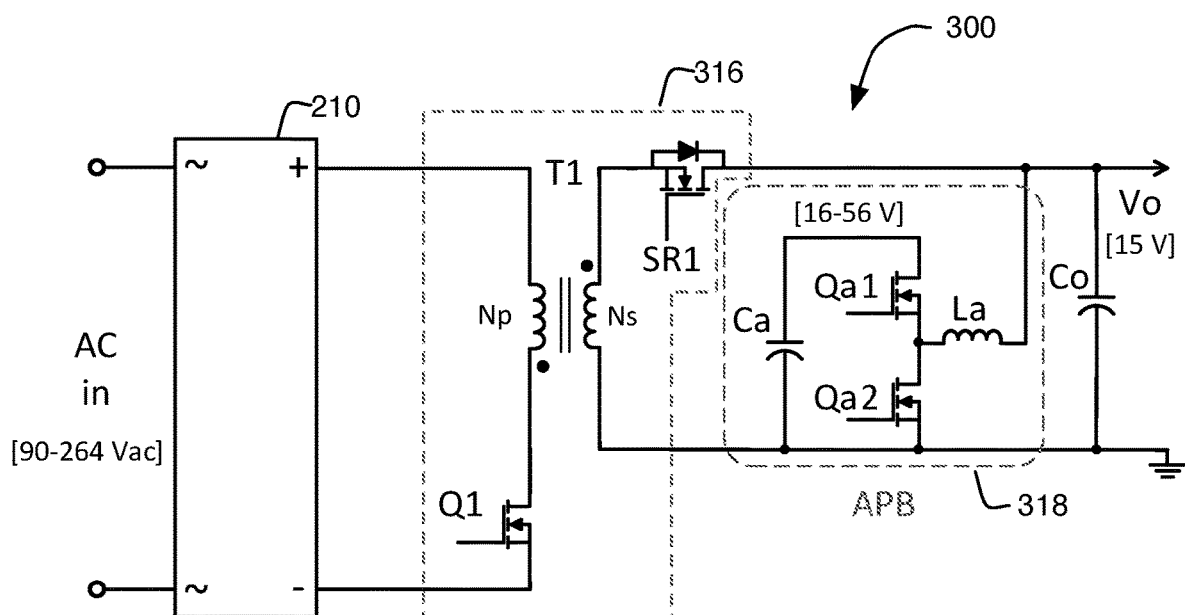 300
316
210
~
+
T1
Vo
[15 V]
[16-56 V]
SR1
Qa1
Co
La
Ca
Np
Ns
AC
in
Qa2
[90-264 Vac]
Q1
APB
318
~
-